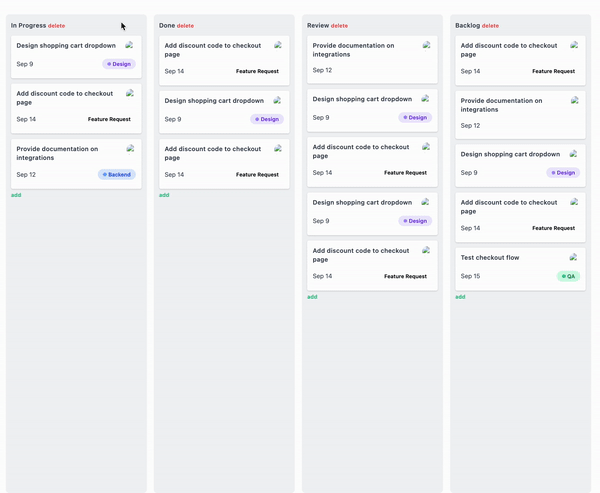 In Progress delete
Design shopping cart dropdown
Sep 9 Design
Add discount code to checkout
page
Sep 14 Feature Request
Provide documentation on
integrations
Sep 12 Backend
add
Done delete
Add discount code to checkout
page
Sep 14 Feature Request
Design shopping cart dropdown
Sep 9 Design
Add discount code to checkout
page
Sep 14 Feature Request
add
Review delete
Provide documentation on
integrations
Sep 12
Design shopping cart dropdown
Sep 9 Design
Add discount code to checkout
page
Sep 14 Feature Request
Design shopping cart dropdown
Sep 9 Design
Add discount code to checkout
page
Sep 14 Feature Request
add
Backlog delete
Add discount code to checkout
page
Sep 14 Feature Request
Provide documentation on
integrations
Sep 12
Design shopping cart dropdown
Sep 9 Design
Add discount code to checkout
page
Sep 14 Feature Request
Test checkout flow
Sep 15 QA
add